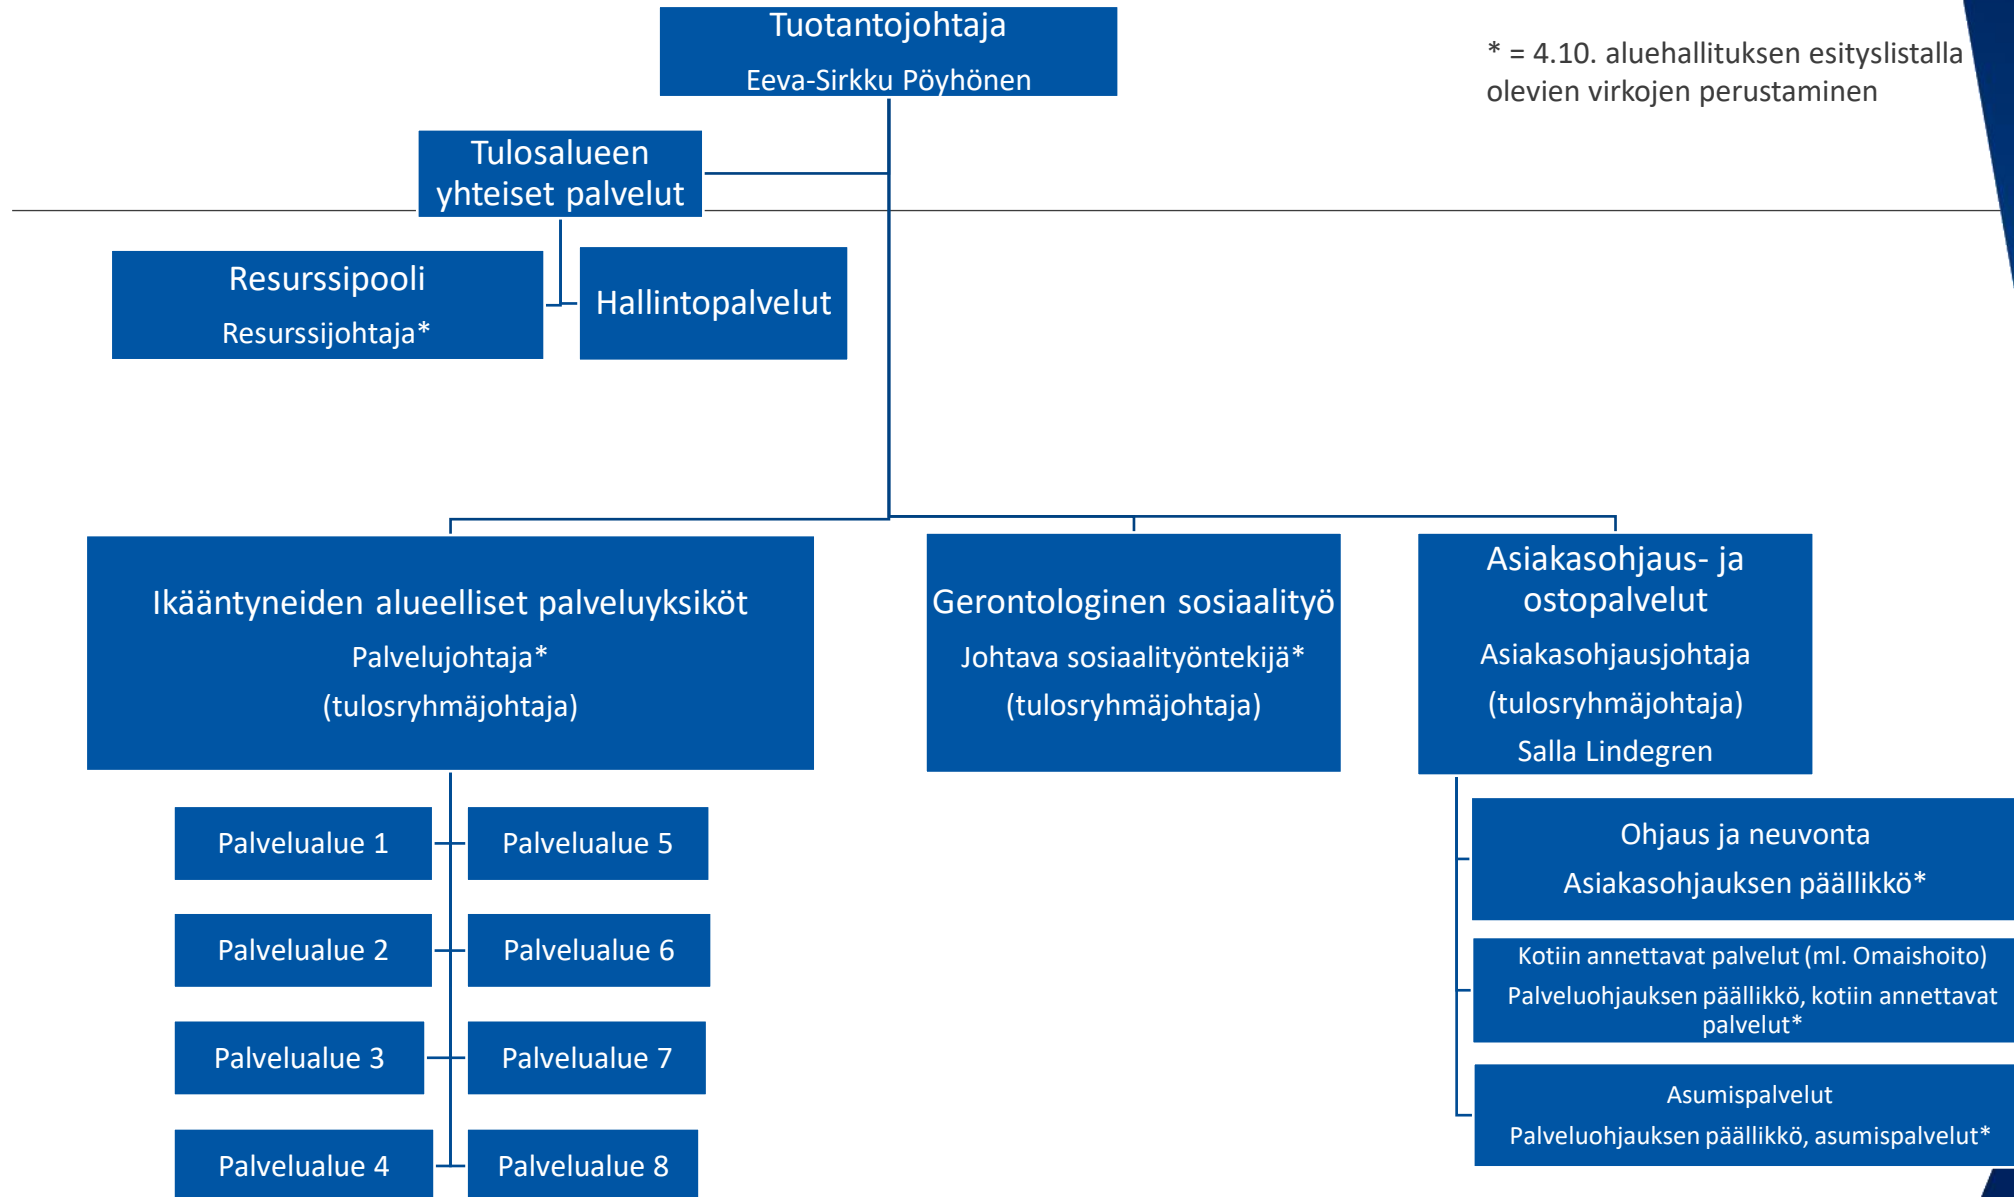 Tuotantojohtaja
Eeva-Sirkku Pöyhönen
* = 4.10. aluehallituksen esityslistalla
olevien virkojen perustaminen
Tulosalueen
yhteiset palvelut
Resurssipooli
Resurssijohtaja*
Hallintopalvelut
Ikääntyneiden alueelliset palveluyksiköt
Palvelujohtaja*
(tulosryhmäjohtaja)
Gerontologinen sosiaalityö
Johtava sosiaalityöntekijä*
(tulosryhmäjohtaja)
Asiakasohjaus- ja
ostopalvelut
Asiakasohjausjohtaja
(tulosryhmäjohtaja)
Salla Lindegren
Palvelualue 1
Palvelualue 5
Palvelualue 2
Palvelualue 6
Palvelualue 3
Palvelualue 7
Palvelualue 4
Palvelualue 8
Ohjaus ja neuvonta
Asiakasohjauksen päällikkö*
Kotiin annettavat palvelut (ml. Omaishoito)
Palveluohjauksen päällikkö, kotiin annettavat
palvelut*
Asumispalvelut
Palveluohjauksen päällikkö, asumispalvelut*